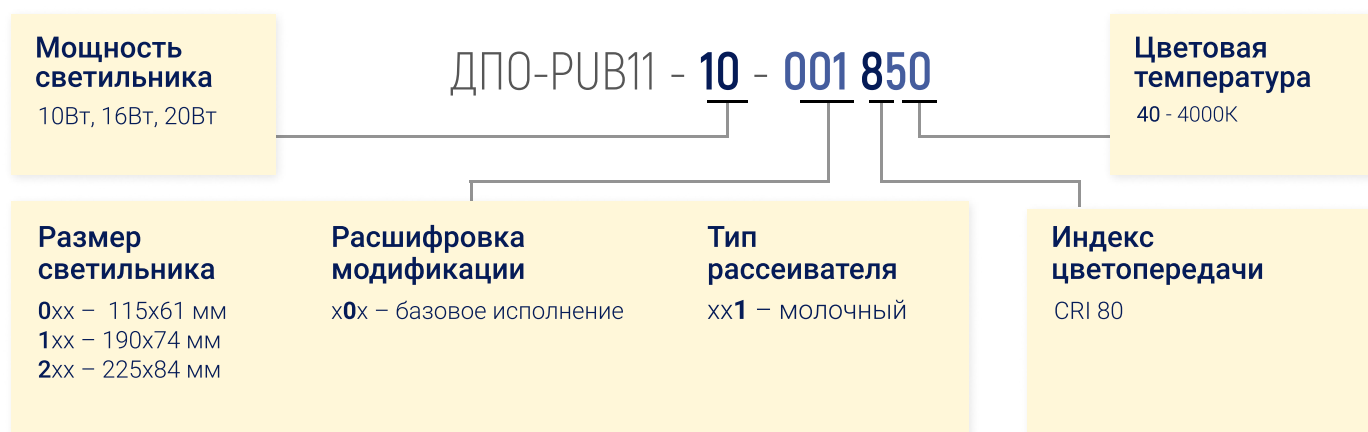 Мощность
светильника
10Вт, 16Вт, 20Вт
ДПО-PUB11 - 10 - 001 850
Цветовая
температура
40 - 4000К
Размер
светильника
0хх – 115х61 мм
1хх – 190х74 мм
2хх – 225х84 мм
Расшифровка
модификации
х0х – базовое исполнение
Тип
рассеивателя
хх1 – молочный
Индекс
цветопередачи
CRI 80